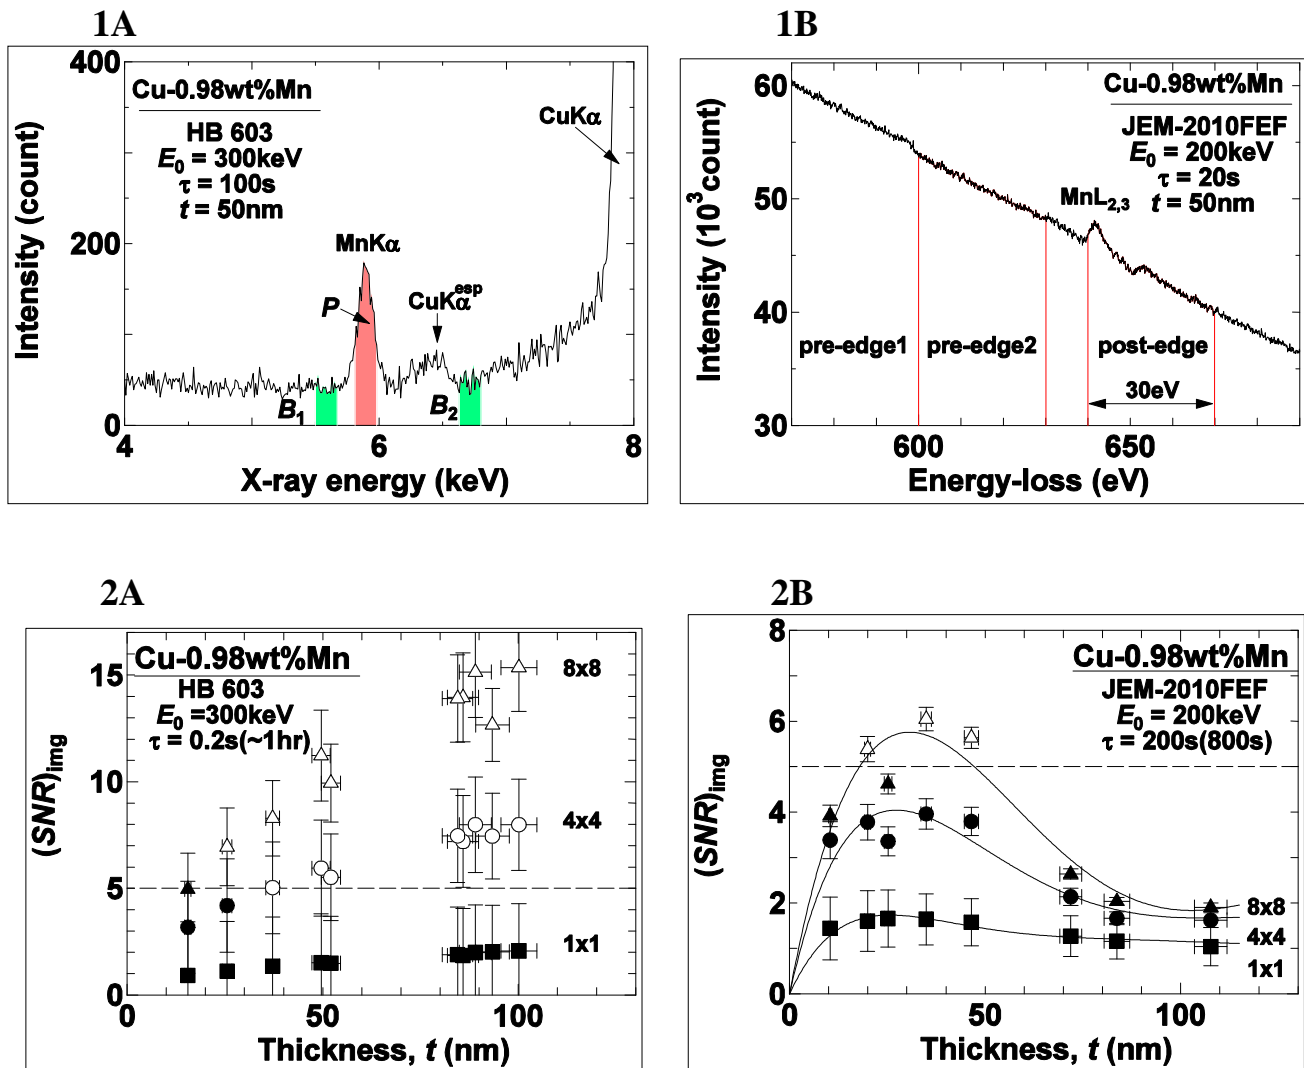 1A
Cu-0.98wt%Mn
HB 603
E0 = 300keV
τ = 100s
t = 50nm
CuKα
MnKα
P
CuKα esp
B1
B2
400
200
0
4
6
8
Intensity (count)
X-ray energy (keV)
1B
Cu-0.98wt%Mn
JEM-2010FEF
E0 = 200keV
τ = 20s
t = 50nm
MnL2,3
pre-edge1
pre-edge2
post-edge
30eV
60
50
40
30
600
650
Intensity (10^3 count)
Energy-loss (eV)
2A
Cu-0.98wt%Mn
HB 603
E0 =300keV
τ = 0.2s(~1hr)
8x8
4x4
1x1
15
10
5
0
0
50
100
(SNR)img
Thickness, t (nm)
2B
Cu-0.98wt%Mn
JEM-2010FEF
E0 = 200keV
τ = 200s(800s)
8x8
4x4
1x1
8
6
4
2
0
0
50
100
(SNR)img
Thickness, t (nm)